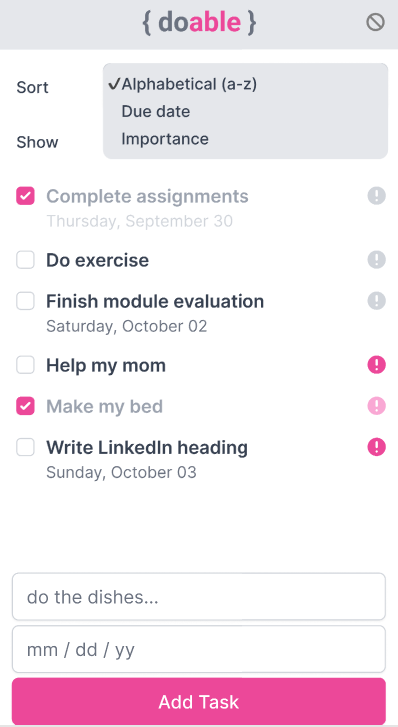 { doable }
Sort
✓Alphabetical (a-z)
Due date
Importance
Show
Complete assignments
Thursday, September 30
Do exercise
Finish module evaluation
Saturday, October 02
Help my mom
Make my bed
Write LinkedIn heading
Sunday, October 03
do the dishes...
mm / dd / yy
Add Task